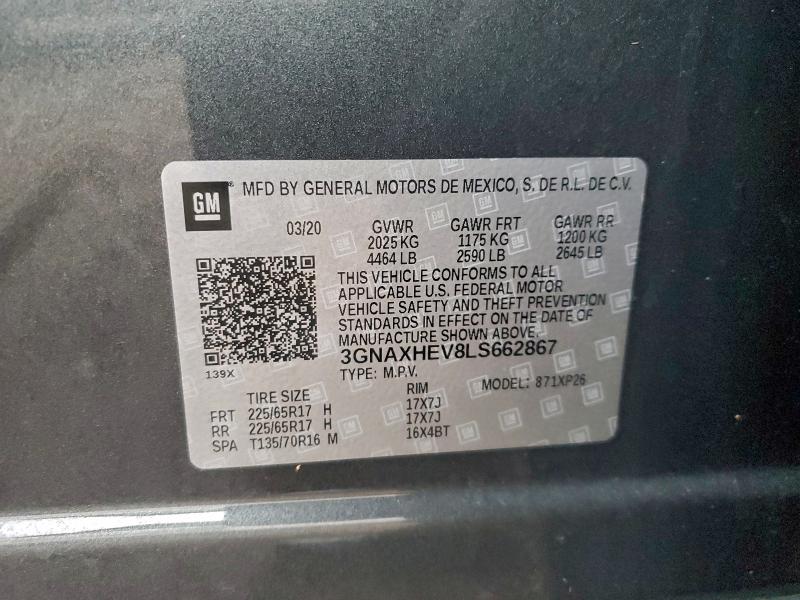 GM® MFD BY GENERAL MOTORS DE MEXICO, S. DE R.L. DE C.V.
03/20 GVWR GAWR FRT GAWR RR
2025 KG 1175 KG 1200 KG
4464 LB 2590 LB 2645 LB
THIS VEHICLE CONFORMS TO ALL
APPLICABLE U.S. FEDERAL MOTOR
VEHICLE SAFETY AND THEFT PREVENTION
STANDARDS IN EFFECT ON THE DATE OF
MANUFACTURE SHOWN ABOVE.
3GNAXHEV8LS662867
139X TYPE: M.P.V. MODEL: 871XP26
TIRE SIZE RIM
FRT 225/65R17 H 17X7J
RR 225/65R17 H 17X7J
SPA T135/70R16 M 16X4BT